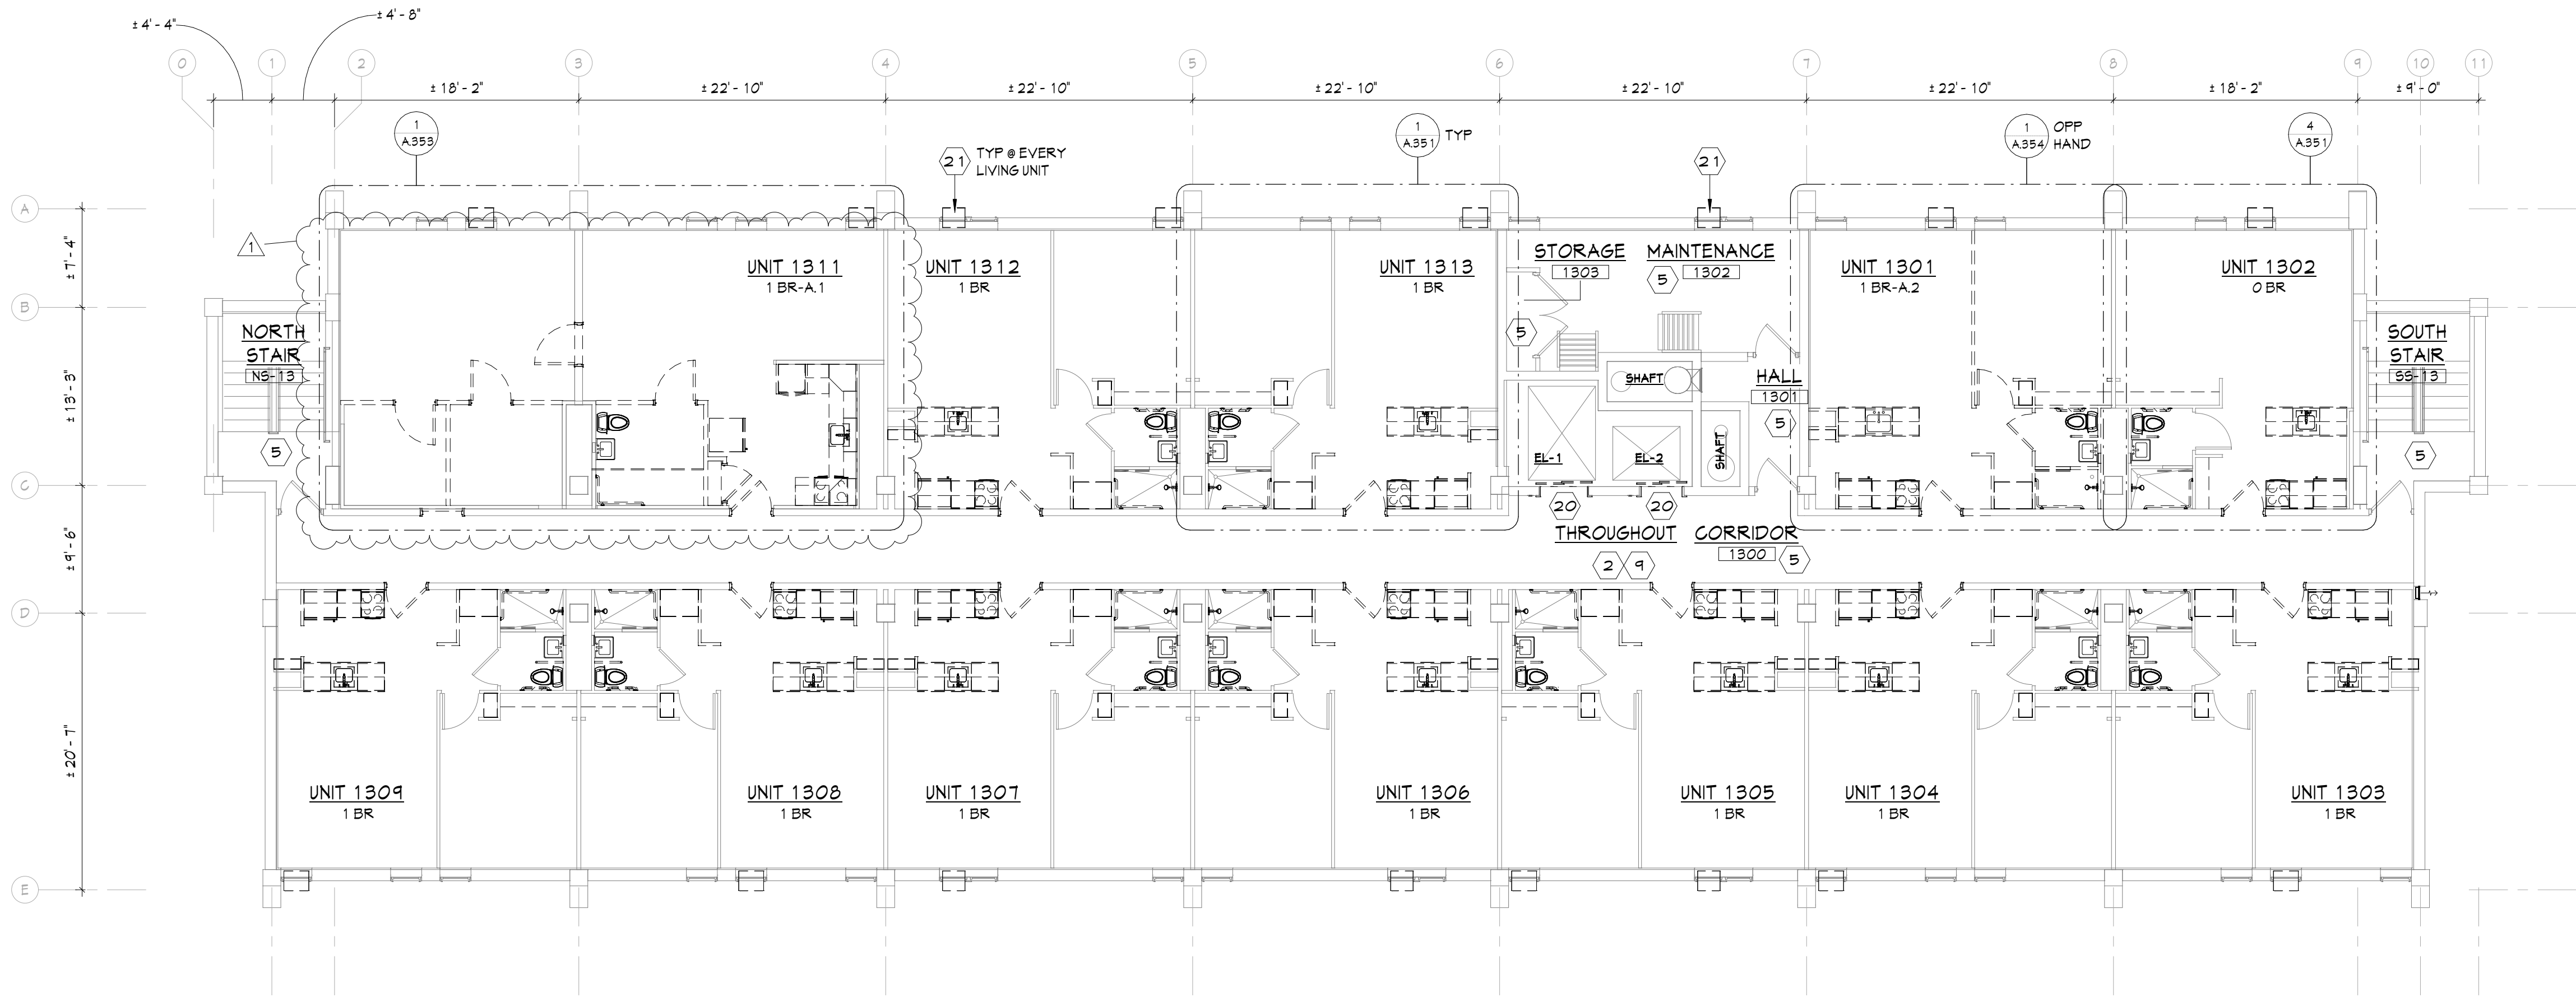 ± 4' - 4"
± 4' - 8"
0
1
2
3
4
5
6
7
8
9
10
11
± 18' - 2"
± 22' - 10"
± 22' - 10"
± 22' - 10"
± 22' - 10"
± 22' - 10"
± 18' - 2"
± 9' - 0"
1
A.353
21
TYP @ EVERY
LIVING UNIT
1
A.351
TYP
21
1
A.354
OPP
HAND
4
A.351
A
B
C
D
E
± 7' - 4"
± 13' - 3"
± 9' - 6"
± 20' - 7"
1
UNIT 1311
1 BR-A.1
UNIT 1312
1 BR
UNIT 1313
1 BR
STORAGE
1303
MAINTENANCE
5
1302
UNIT 1301
1 BR-A.2
UNIT 1302
0 BR
NORTH
STAIR
NS-13
5
5
SHAFT
HALL
1301
5
SHAFT
EL-1
EL-2
20
20
SOUTH
STAIR
SS-13
5
THROUGHOUT
2
9
CORRIDOR
1300
5
UNIT 1309
1 BR
UNIT 1308
1 BR
UNIT 1307
1 BR
UNIT 1306
1 BR
UNIT 1305
1 BR
UNIT 1304
1 BR
UNIT 1303
1 BR